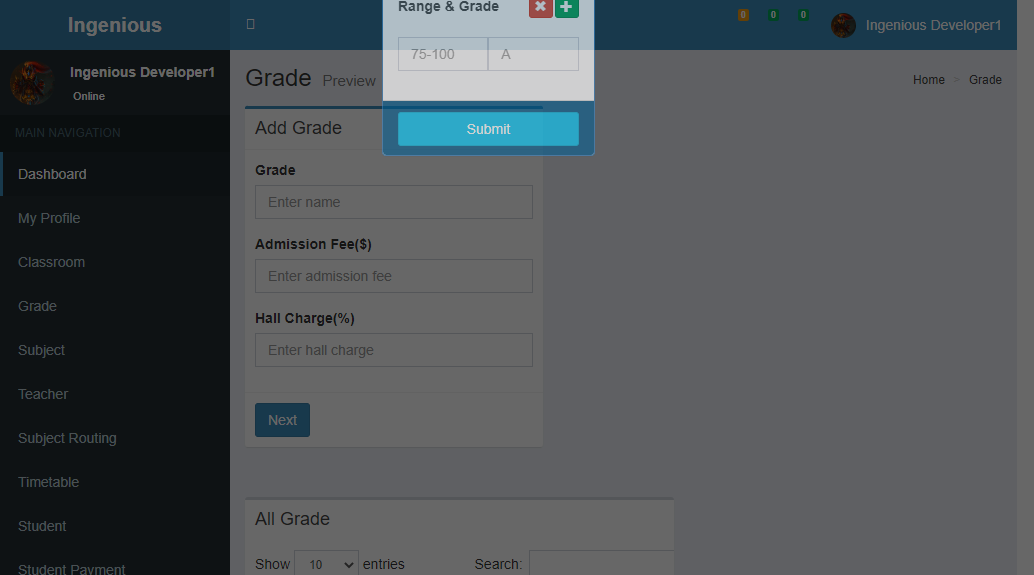 Ingenious
Range & Grade
0 0 0
Ingenious Developer1
75-100 A
Submit
Ingenious Developer1
Online
MAIN NAVIGATION
Dashboard
My Profile
Classroom
Grade
Subject
Teacher
Subject Routing
Timetable
Student
Student Payment
Grade Preview
Home > Grade
Add Grade
Grade
Enter name
Admission Fee($)
Enter admission fee
Hall Charge(%)
Enter hall charge
Next
All Grade
Show 10 entries Search: